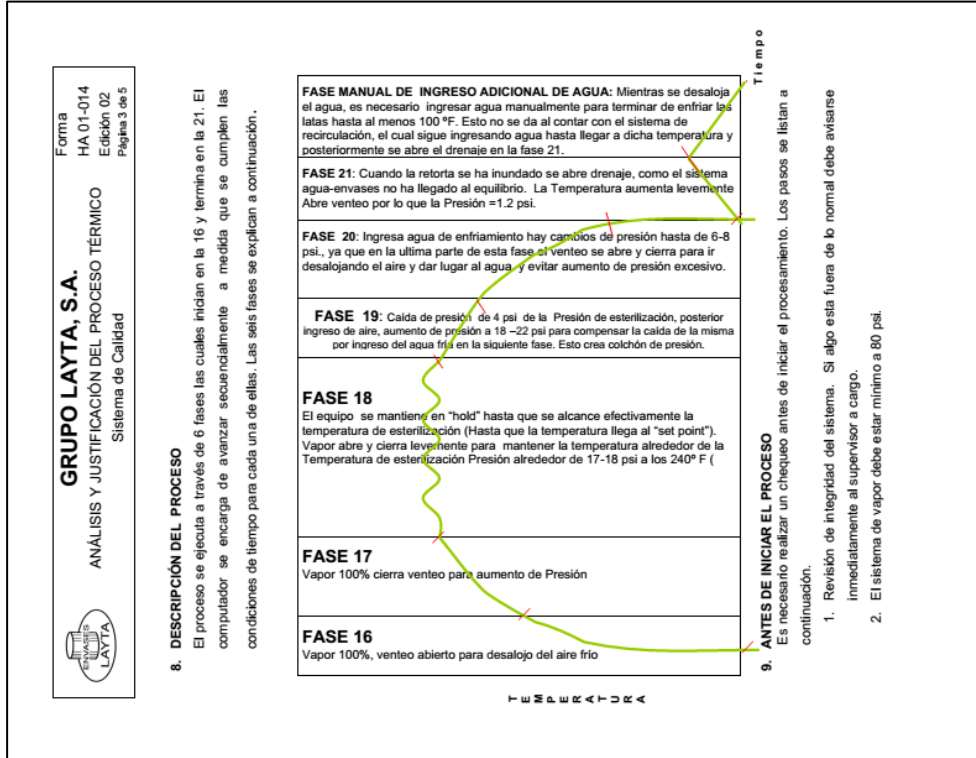 ENVASES
LAYTA
GRUPO LAYTA, S.A.
ANÁLISIS Y JUSTIFICACIÓN DEL PROCESO TÉRMICO
Sistema de Calidad
Forma
HA 01-014
Edición 02
Página 3 de 5
8. DESCRIPCIÓN DEL PROCESO
El proceso se ejecuta a través de 6 fases las cuales inician en la 16 y termina en la 21. El
computador se encarga de avanzar secuencialmente a medida que se cumplen las
condiciones de tiempo para cada una de ellas. Las seis fases se explican a continuación.
FASE MANUAL DE INGRESO ADICIONAL DE AGUA: Mientras se desaloja
el agua, es necesario ingresar agua manualmente para terminar de enfriar las
latas hasta al menos 100 ºF. Esto no se da al contar con el sistema de
recirculación, el cual sigue ingresando agua hasta llegar a dicha temperatura y
posteriormente se abre el drenaje en la fase 21.
FASE 21: Cuando la retorta se ha inundado se abre drenaje, como el sistema
agua-envases no ha llegado al equilibrio. La Temperatura aumenta levemente
Abre venteo por lo que la Presión =1.2 psi.
FASE 20: Ingresa agua de enfriamiento hay cambios de presión hasta de 6-8
psi., ya que en la ultima parte de esta fase el venteo se abre y cierra para ir
desalojando el aire y dar lugar al agua y evitar aumento de presión excesivo.
FASE 19: Caída de presión de 4 psi de la Presión de esterilización, posterior
ingreso de aire, aumento de presión a 18 –22 psi para compensar la caída de la misma
por ingreso del agua fría en la siguiente fase. Esto crea colchón de presión.
FASE 18
El equipo se mantiene en “hold” hasta que se alcance efectivamente la
temperatura de esterilización (Hasta que la temperatura llega al “set point”).
Vapor abre y cierra levemente para mantener la temperatura alrededor de la
Temperatura de esterilización Presión alrededor de 17-18 psi a los 240º F (
FASE 17
Vapor 100% cierra venteo para aumento de Presión
FASE 16
Vapor 100%, venteo abierto para desalojo del aire frío
TEMPERATURA
Tiempo
9. ANTES DE INICIAR EL PROCESO
Es necesario realizar un chequeo antes de iniciar el procesamiento. Los pasos se listan a
continuación.
1. Revisión de integridad del sistema. Si algo esta fuera de lo normal debe avisarse
inmediatamente al supervisor a cargo.
2. El sistema de vapor debe estar mínimo a 80 psi.